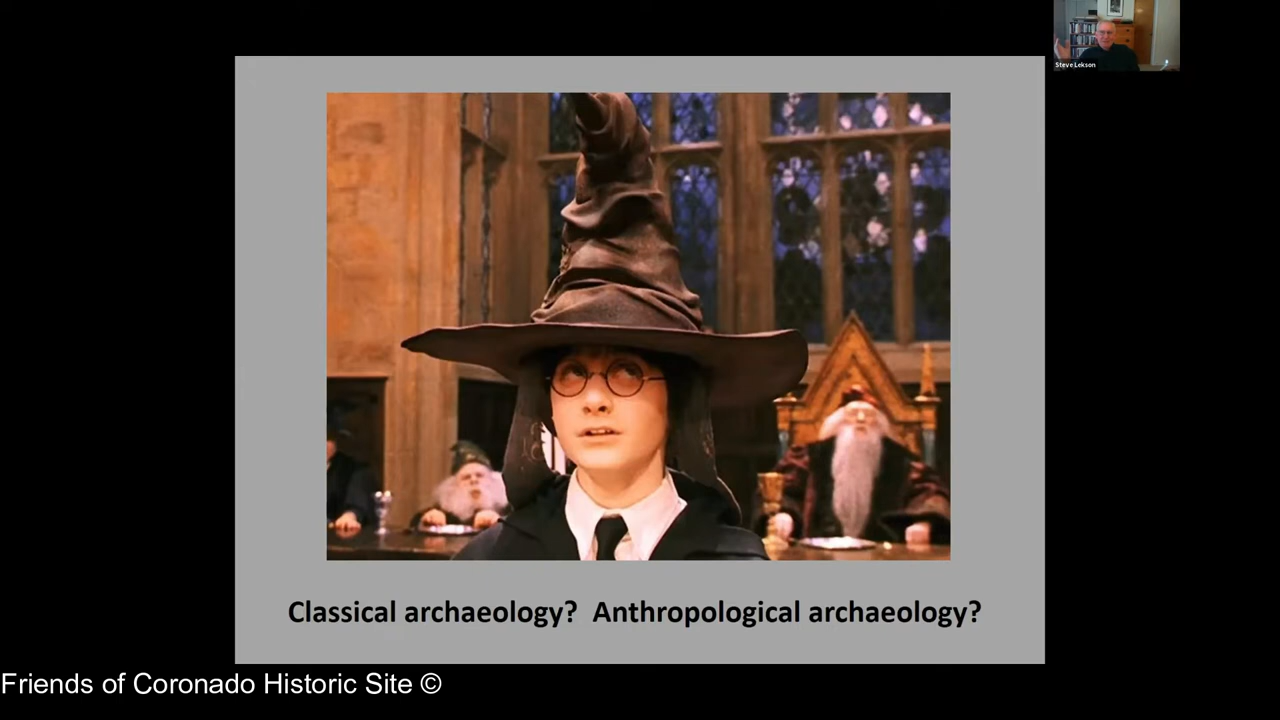 Steve Lekson
Classical archaeology?  Anthropological archaeology?
Friends of Coronado Historic Site ©